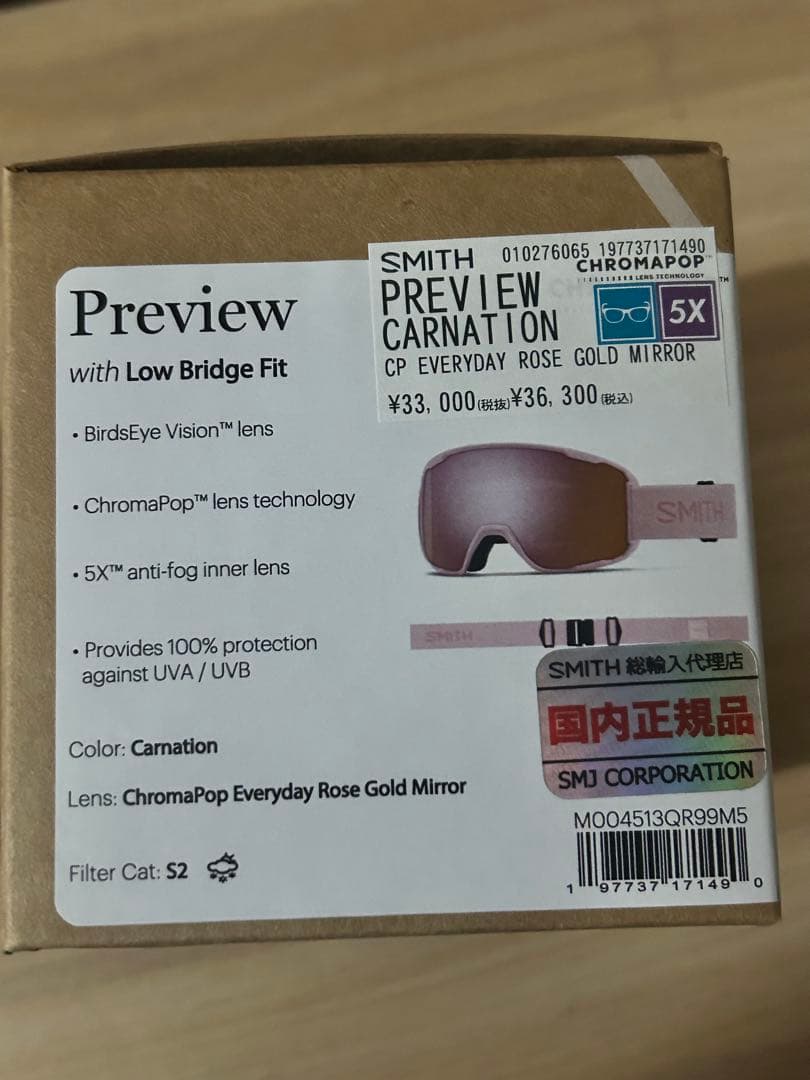 SMITH 010276065 197737171490
CHROMAPOP™
LENS TECHNOLOGY
PREVIEW
CARNATION
5X
CP EVERYDAY ROSE GOLD MIRROR
¥33,000(税抜)¥36,300(税込)
Preview
with Low Bridge Fit
• BirdsEye Vision™ lens
• ChromaPop™ lens technology
• 5X™ anti-fog inner lens
• Provides 100% protection
against UVA / UVB
SMITH
SMITH
SMITH 総輸入代理店
国内正規品
SMJ CORPORATION
Color: Carnation
Lens: ChromaPop Everyday Rose Gold Mirror
Filter Cat: S2
M004513QR99M5
1 97737 17149 0